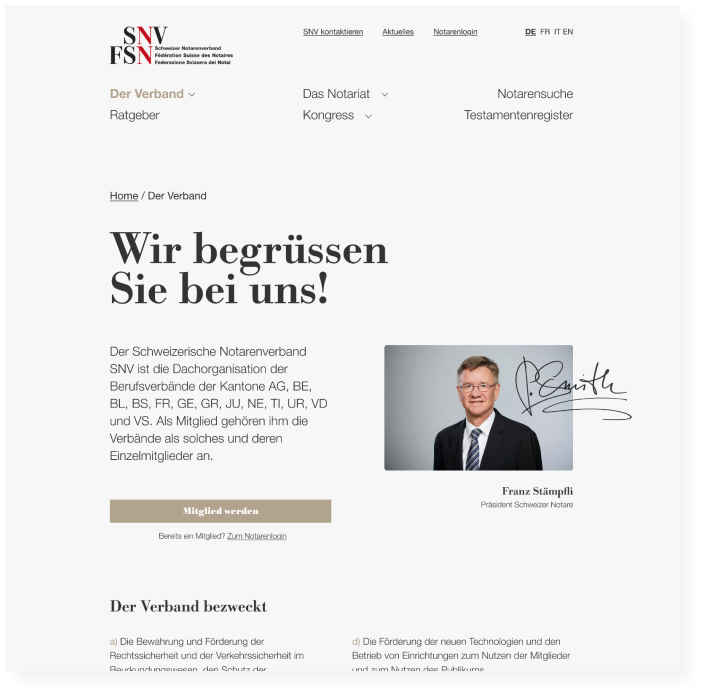 SNV
FSN
Schweizer Notarenverband
Fédération Suisse des Notaires
Federazione Svizzera dei Notai
SNV kontaktieren Aktuelles Notarenlogin DE FR IT EN
Der Verband Das Notariat Notarensuche
Ratgeber Kongress Testamentenregister
Home / Der Verband
Wir begrüssen
Sie bei uns!
Der Schweizerische Notarenverband
SNV ist die Dachorganisation der
Berufsverbände der Kantone AG, BE,
BL, BS, FR, GE, GR, JU, NE, TI, UR, VD
und VS. Als Mitglied gehören ihm die
Verbände als solches und deren
Einzelmitglieder an.
Mitglied werden
Bereits ein Mitglied? Zum Notarenlogin
Franz Stämpfli
Präsident Schweizer Notare
Der Verband bezweckt
a) Die Bewahrung und Förderung der
Rechtssicherheit und der Verkehrssicherheit im
Beurkundungswesen, den Schutz der
d) Die Förderung der neuen Technologien und den
Betrieb von Einrichtungen zum Nutzen der Mitglieder
und zum Nutzen des Publikums.